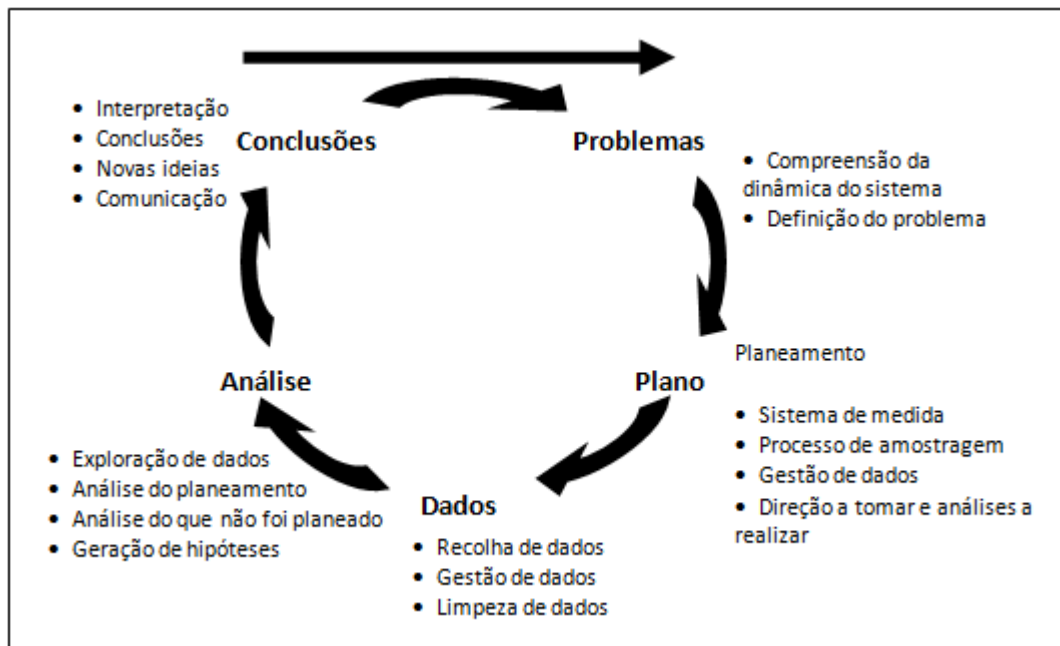 • Interpretação
• Conclusões
• Novas ideias
• Comunicação
Conclusões
Problemas
• Compreensão da
dinâmica do sistema
• Definição do problema
Planeamento
Plano
• Sistema de medida
• Processo de amostragem
• Gestão de dados
• Direção a tomar e análises a
realizar
Dados
• Recolha de dados
• Gestão de dados
• Limpeza de dados
Análise
• Exploração de dados
• Análise do planeamento
• Análise do que não foi planeado
• Geração de hipóteses